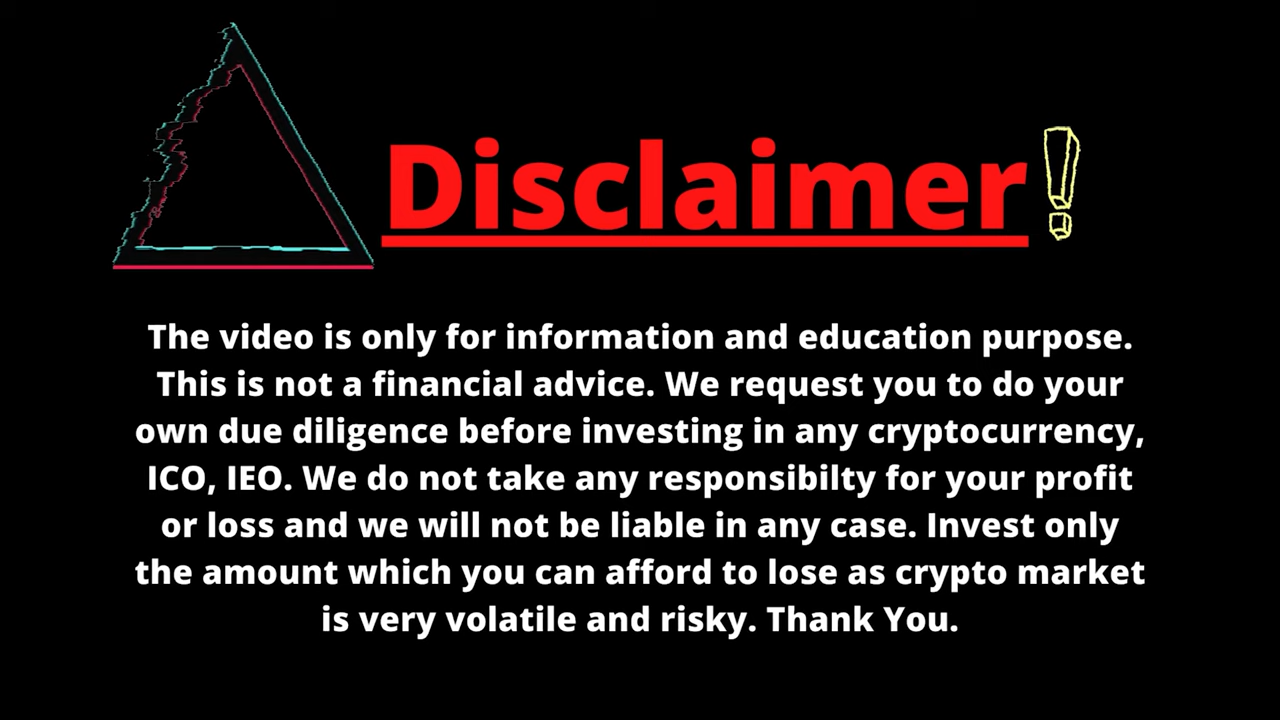 Disclaimer!
The video is only for information and education purpose.
This is not a financial advice. We request you to do your
own due diligence before investing in any cryptocurrency,
ICO, IEO. We do not take any responsibilty for your profit
or loss and we will not be liable in any case. Invest only
the amount which you can afford to lose as crypto market
is very volatile and risky. Thank You.